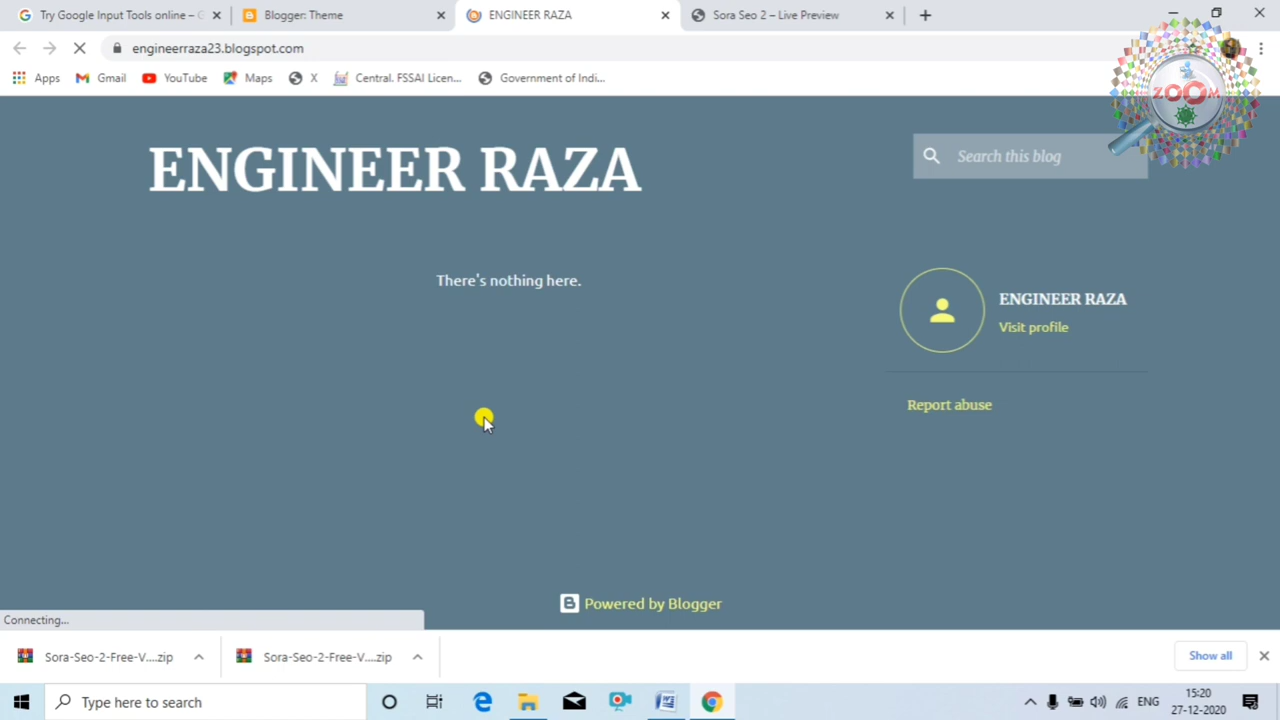 Try Google Input Tools online – G
Blogger: Theme
ENGINEER RAZA
Sora Seo 2 – Live Preview
engineerraza23.blogspot.com
Apps
Gmail
YouTube
Maps
X
Central. FSSAI Licen...
Government of Indi...
ZOOM
ENGINEER RAZA
Search this blog
There's nothing here.
ENGINEER RAZA
Visit profile
Report abuse
Powered by Blogger
Connecting...
Sora-Seo-2-Free-V....zip
Sora-Seo-2-Free-V....zip
Show all
Type here to search
ENG
15:20
27-12-2020